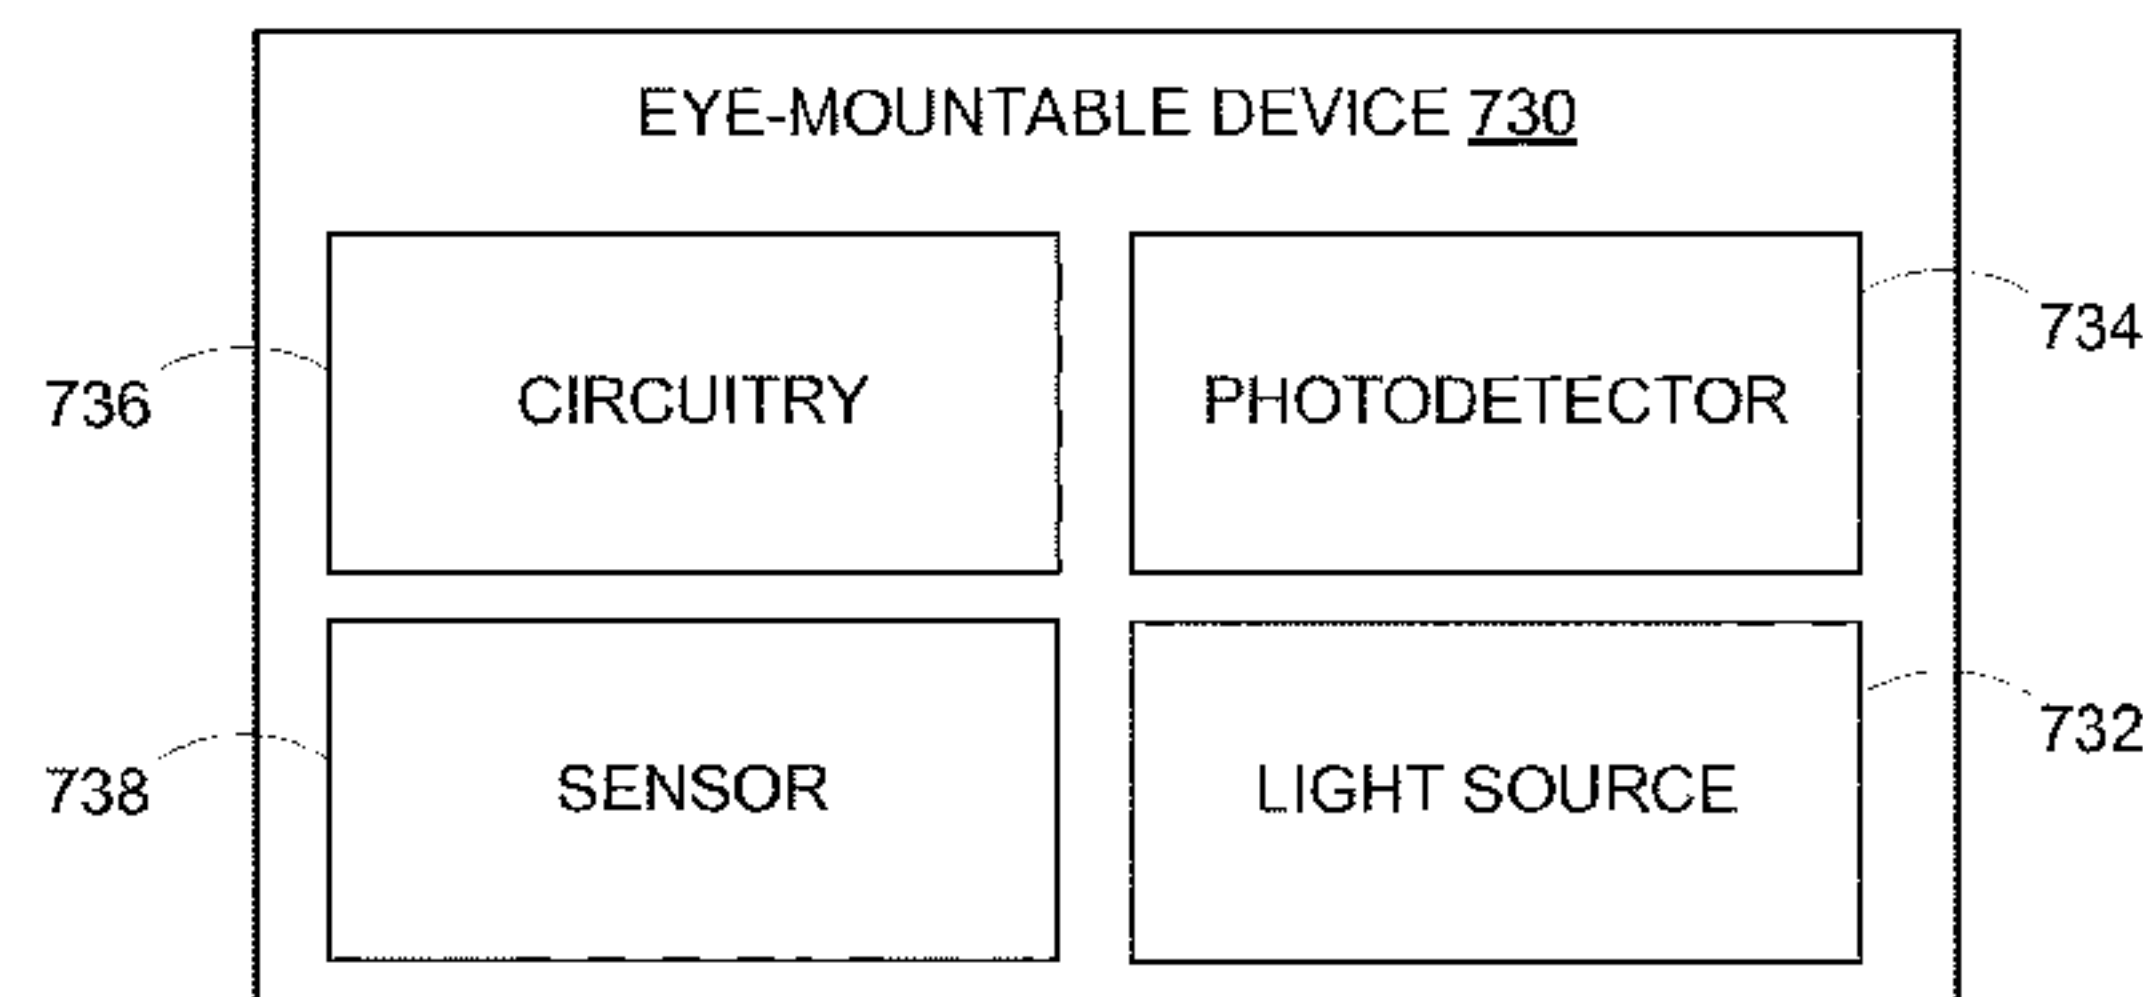 EYE-MOUNTABLE DEVICE 730
734
736
CIRCUITRY
PHOTODETECTOR
732
738
SENSOR
LIGHT SOURCE